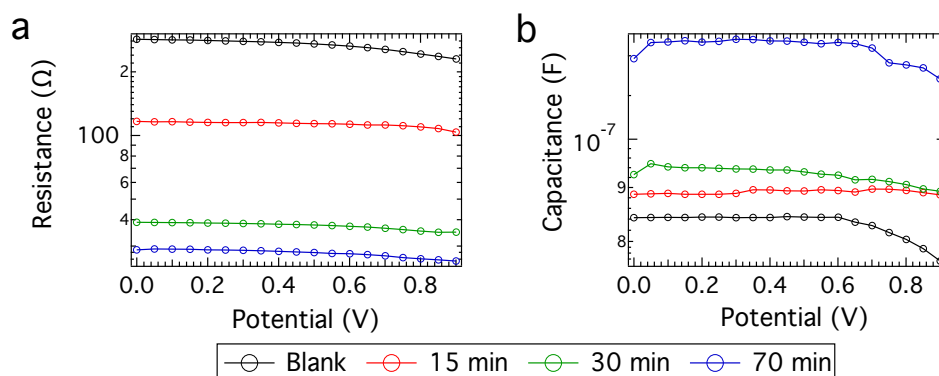 a
b
Resistance (Ω)
2
100
8
6
4
0.0 0.2 0.4 0.6 0.8
Potential (V)
Capacitance (F)
10-7
9
8
0.0 0.2 0.4 0.6 0.8
Potential (V)
Blank 15 min 30 min 70 min